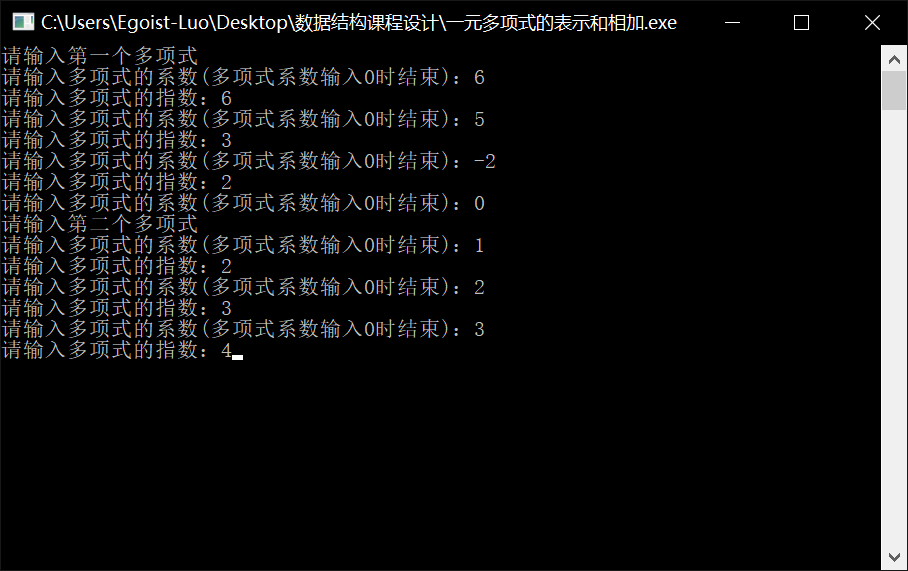 C:\Users\Egoist-Luo\Desktop\数据结构课程设计\一元多项式的表示和相加.exe
请输入第一个多项式
请输入多项式的系数(多项式系数输入0时结束)：6
请输入多项式的指数：6
请输入多项式的系数(多项式系数输入0时结束)：5
请输入多项式的指数：3
请输入多项式的系数(多项式系数输入0时结束)：-2
请输入多项式的指数：2
请输入多项式的系数(多项式系数输入0时结束)：0
请输入第二个多项式
请输入多项式的系数(多项式系数输入0时结束)：1
请输入多项式的指数：2
请输入多项式的系数(多项式系数输入0时结束)：2
请输入多项式的指数：3
请输入多项式的系数(多项式系数输入0时结束)：3
请输入多项式的指数：4